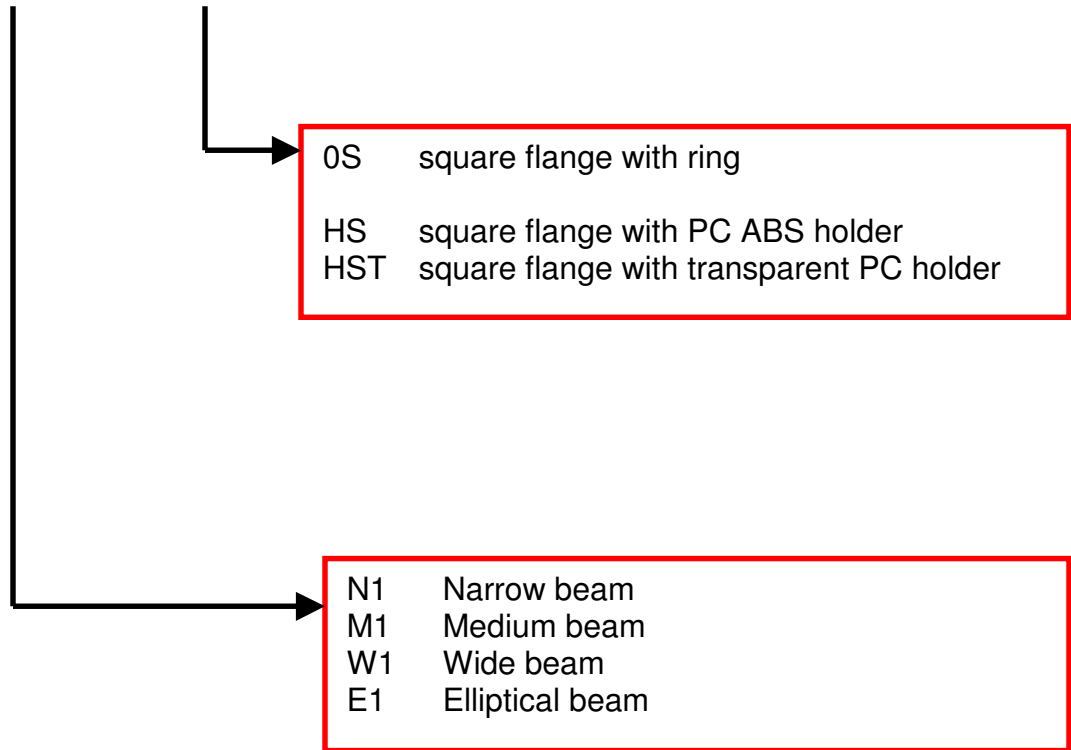 0S square flange with ring
HS square flange with PC ABS holder
HST square flange with transparent PC holder
N1 Narrow beam
M1 Medium beam
W1 Wide beam
E1 Elliptical beam